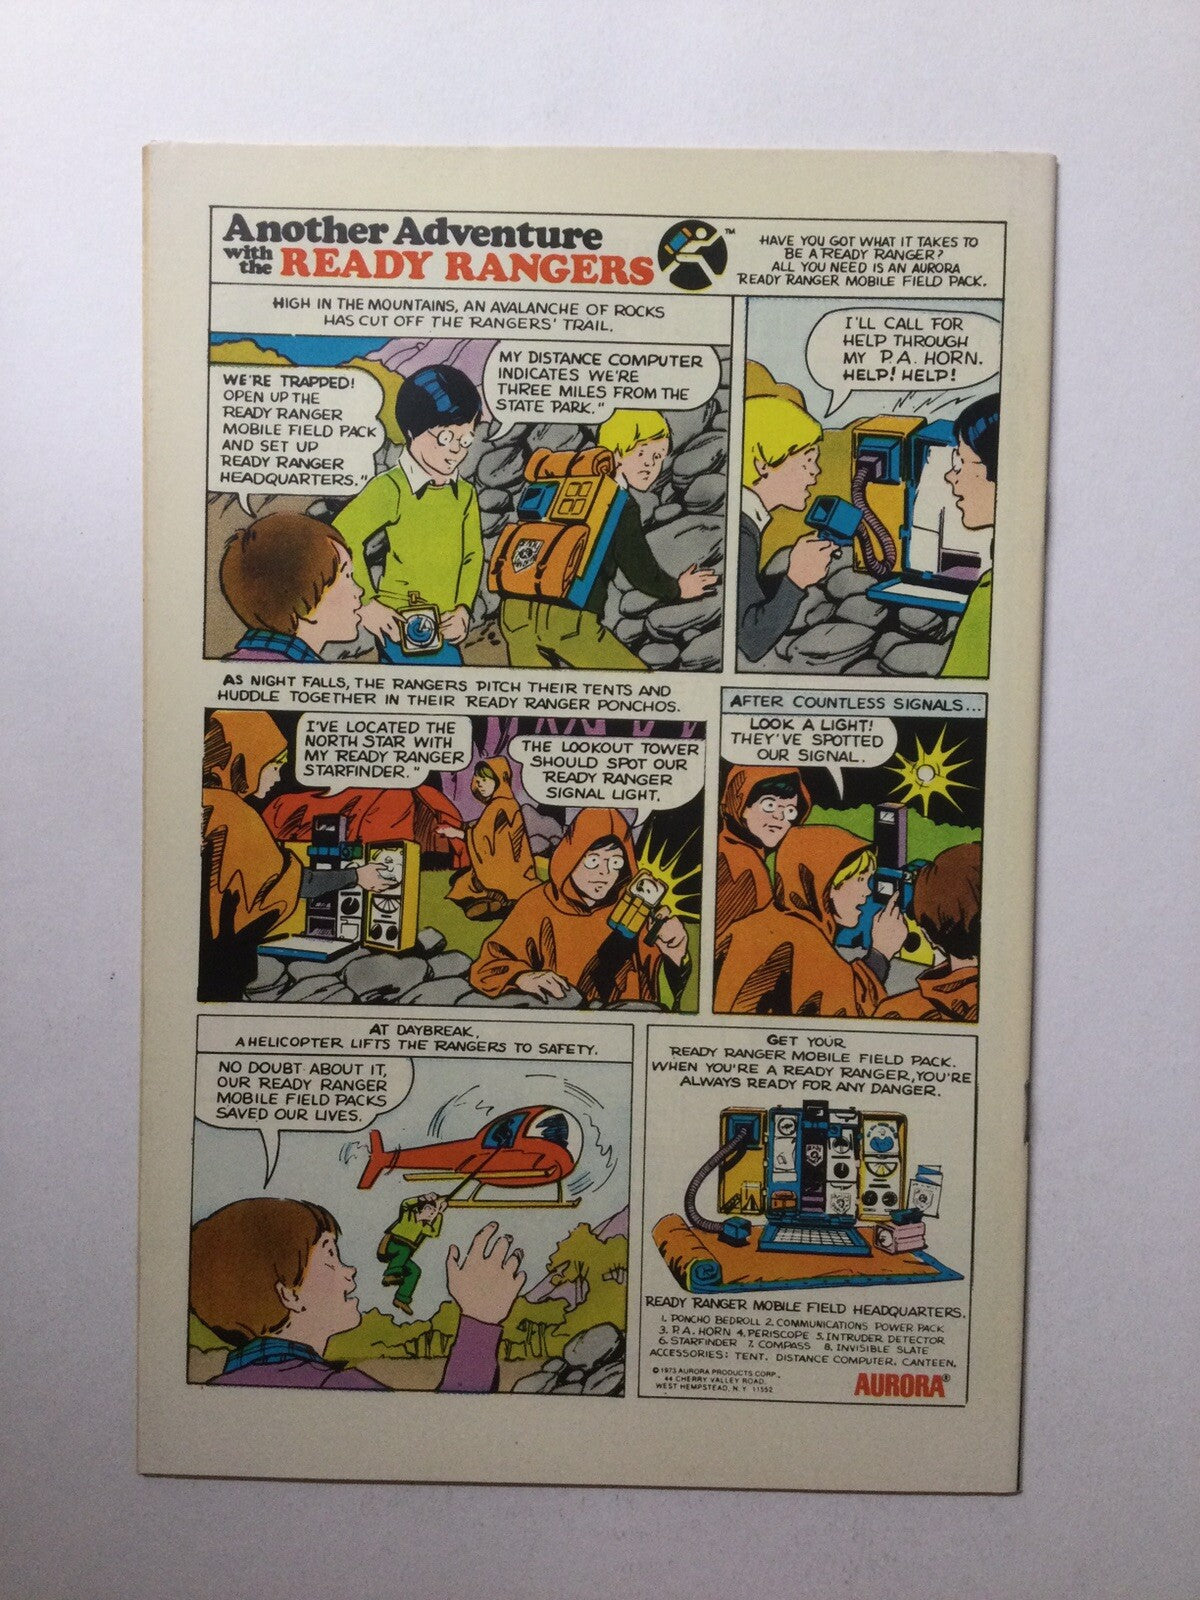 Another Adventure
with the READY RANGERS
TM
HAVE YOU GOT WHAT IT TAKES TO
BE A READY RANGER?
ALL YOU NEED IS AN AURORA
READY RANGER MOBILE FIELD PACK.
HIGH IN THE MOUNTAINS, AN AVALANCHE OF ROCKS
HAS CUT OFF THE RANGERS' TRAIL.
WE'RE TRAPPED!
OPEN UP THE
READY RANGER
MOBILE FIELD PACK
AND SET UP
READY RANGER
HEADQUARTERS."
MY DISTANCE COMPUTER
INDICATES WE'RE
THREE MILES FROM THE
STATE PARK."
I'LL CALL FOR
HELP THROUGH
MY P.A. HORN.
HELP! HELP!
AS NIGHT FALLS, THE RANGERS PITCH THEIR TENTS AND
HUDDLE TOGETHER IN THEIR READY RANGER PONCHOS.
I'VE LOCATED THE
NORTH STAR WITH
MY READY RANGER
STARFINDER."
THE LOOKOUT TOWER
SHOULD SPOT OUR
READY RANGER
SIGNAL LIGHT.
AFTER COUNTLESS SIGNALS...
LOOK A LIGHT!
THEY'VE SPOTTED
OUR SIGNAL.
AT DAYBREAK,
A HELICOPTER LIFTS THE RANGERS TO SAFETY.
NO DOUBT ABOUT IT,
OUR READY RANGER
MOBILE FIELD PACKS
SAVED OUR LIVES.
GET YOUR
READY RANGER MOBILE FIELD PACK.
WHEN YOU'RE A READY RANGER, YOU'RE
ALWAYS READY FOR ANY DANGER.
READY RANGER MOBILE FIELD HEADQUARTERS.
1. PONCHO BEDROLL 2. COMMUNICATIONS POWER PACK
3. P.A. HORN 4. PERISCOPE 5. INTRUDER DETECTOR
6. STARFINDER 7. COMPASS 8. INVISIBLE SLATE
ACCESSORIES: TENT, DISTANCE COMPUTER, CANTEEN.
© 1973 AURORA PRODUCTS CORP.,
44 CHERRY VALLEY ROAD,
WEST HEMPSTEAD, N.Y. 11552
AURORA®